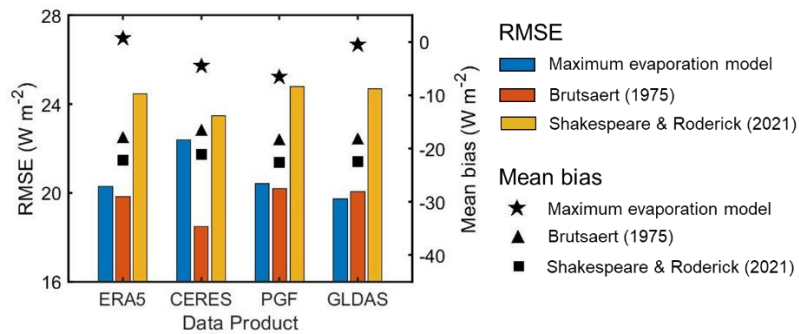 28
24
20
16
RMSE (W m-2)
0
-10
-20
-30
-40
Mean bias (W m-2)
ERA5 CERES PGF GLDAS
Data Product
RMSE
Maximum evaporation model
Brutsaert (1975)
Shakespeare & Roderick (2021)
Mean bias
Maximum evaporation model
Brutsaert (1975)
Shakespeare & Roderick (2021)